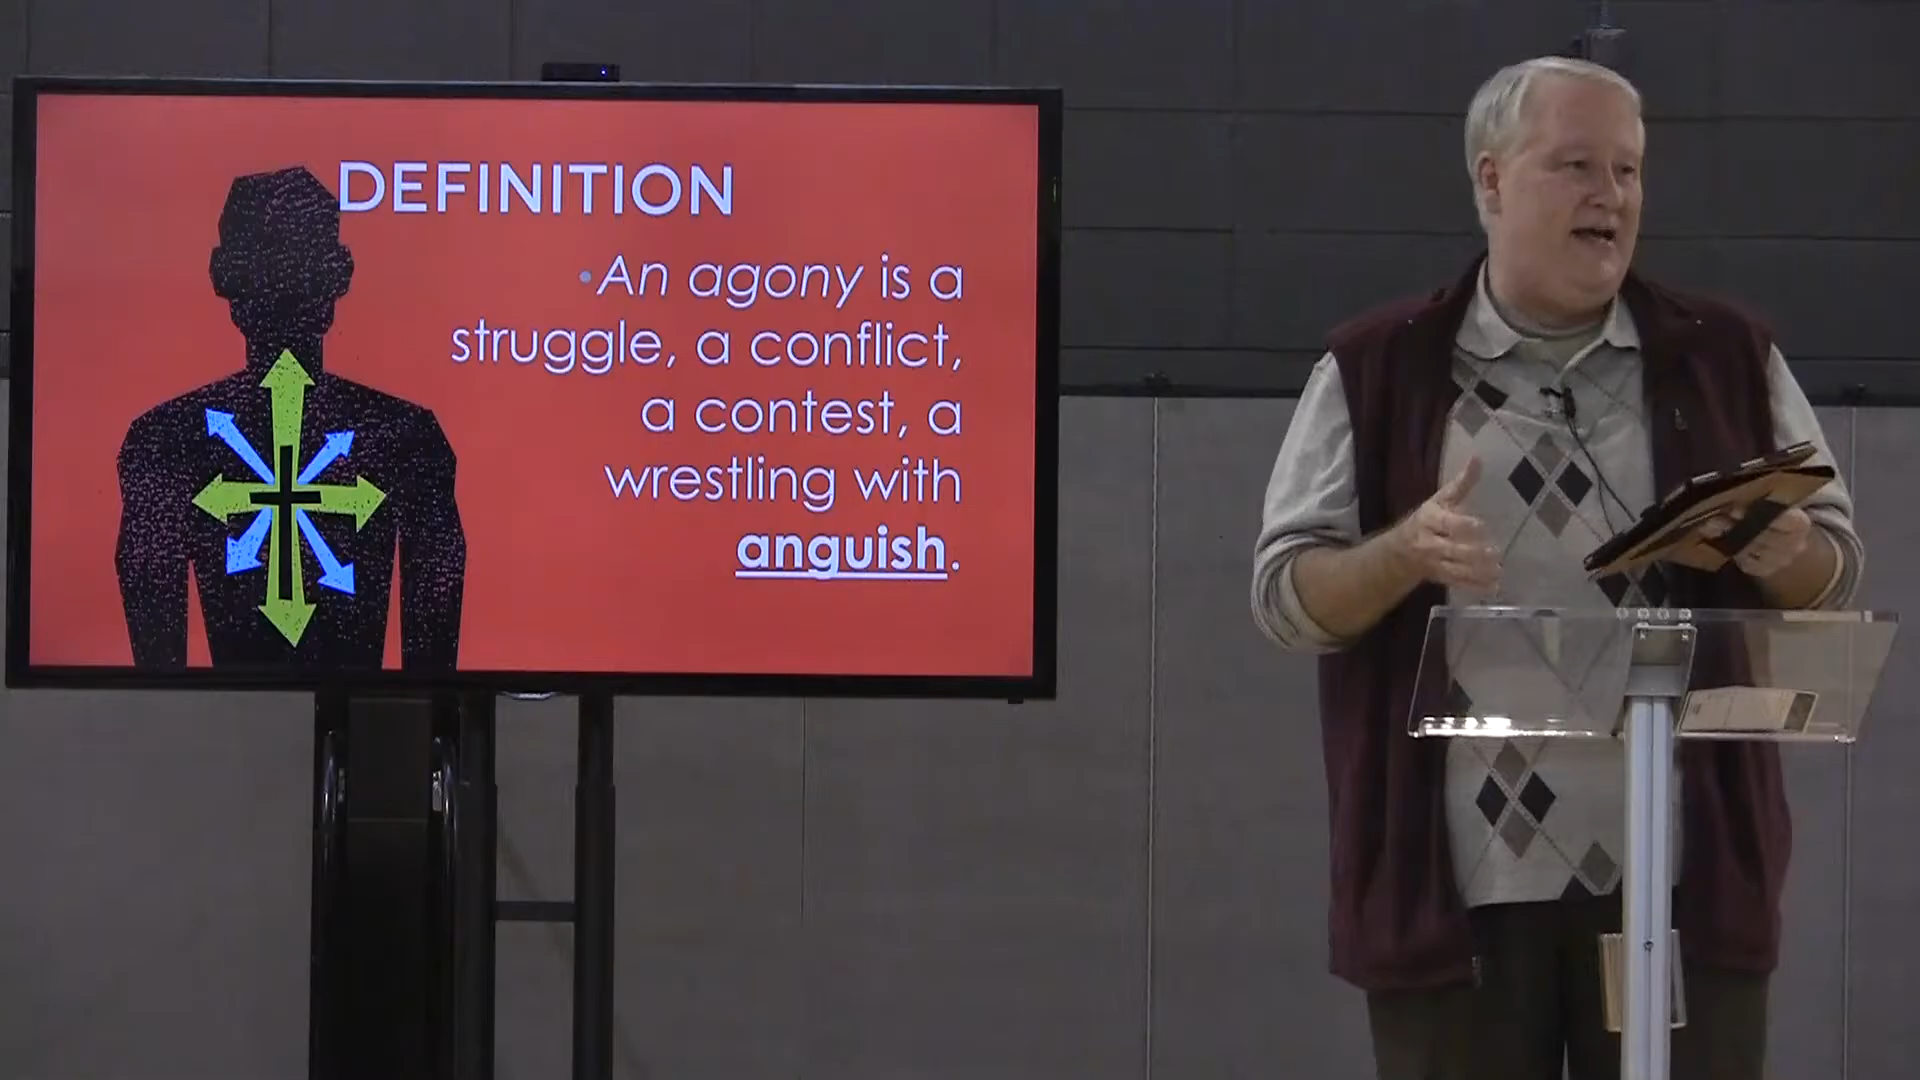 DEFINITION
•An agony is a
struggle, a conflict,
a contest, a
wrestling with
anguish.